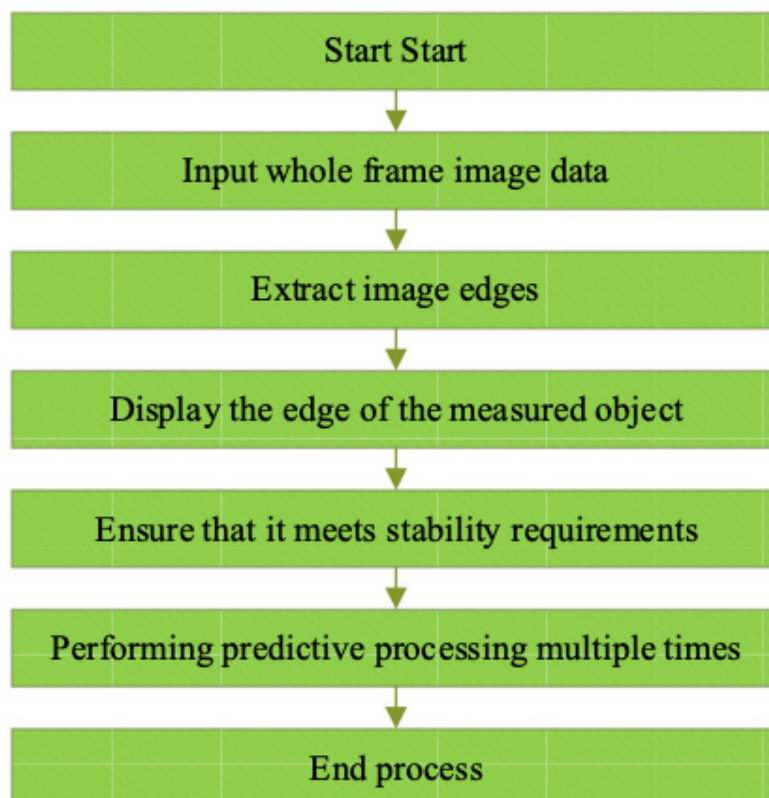 Start Start
Input whole frame image data
Extract image edges
Display the edge of the measured object
Ensure that it meets stability requirements
Performing predictive processing multiple times
End process